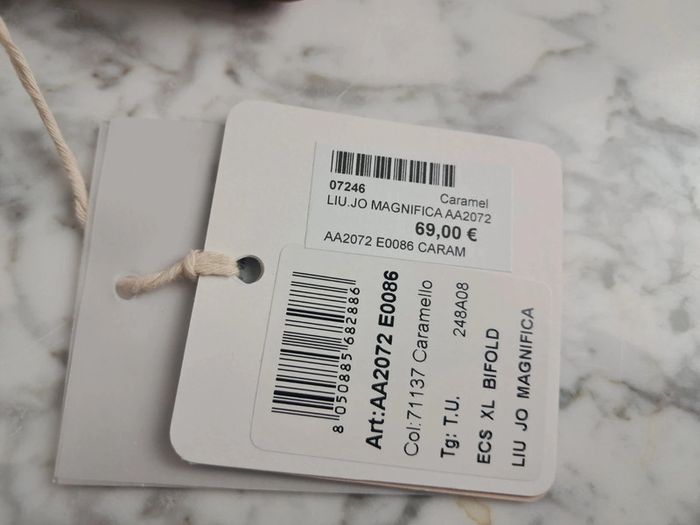 07246 Caramel
LIU.JO MAGNIFICA AA2072
69,00 €
AA2072 E0086 CARAM
8 050885 682886
Art:AA2072 E0086
Col:71137 Caramello
Tg: T.U. 248A08
ECS XL BIFOLD
LIU JO MAGNIFICA